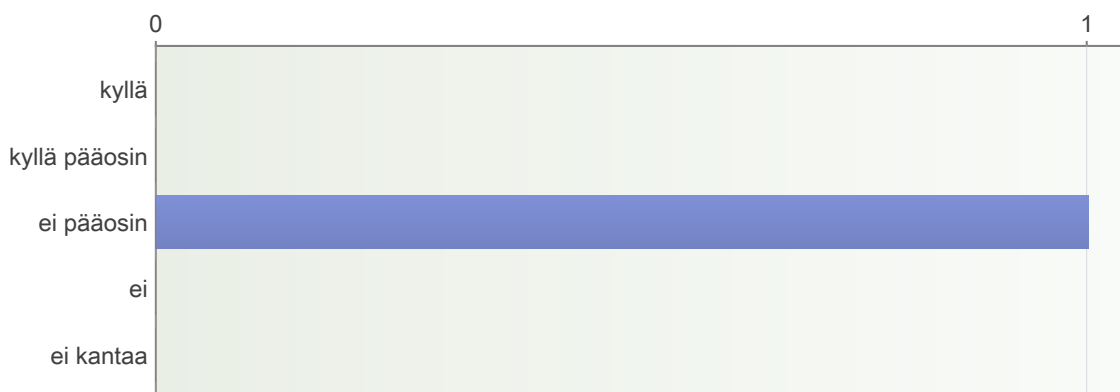 0 1
kyllä
kyllä pääosin
ei pääosin
ei
ei kantaa